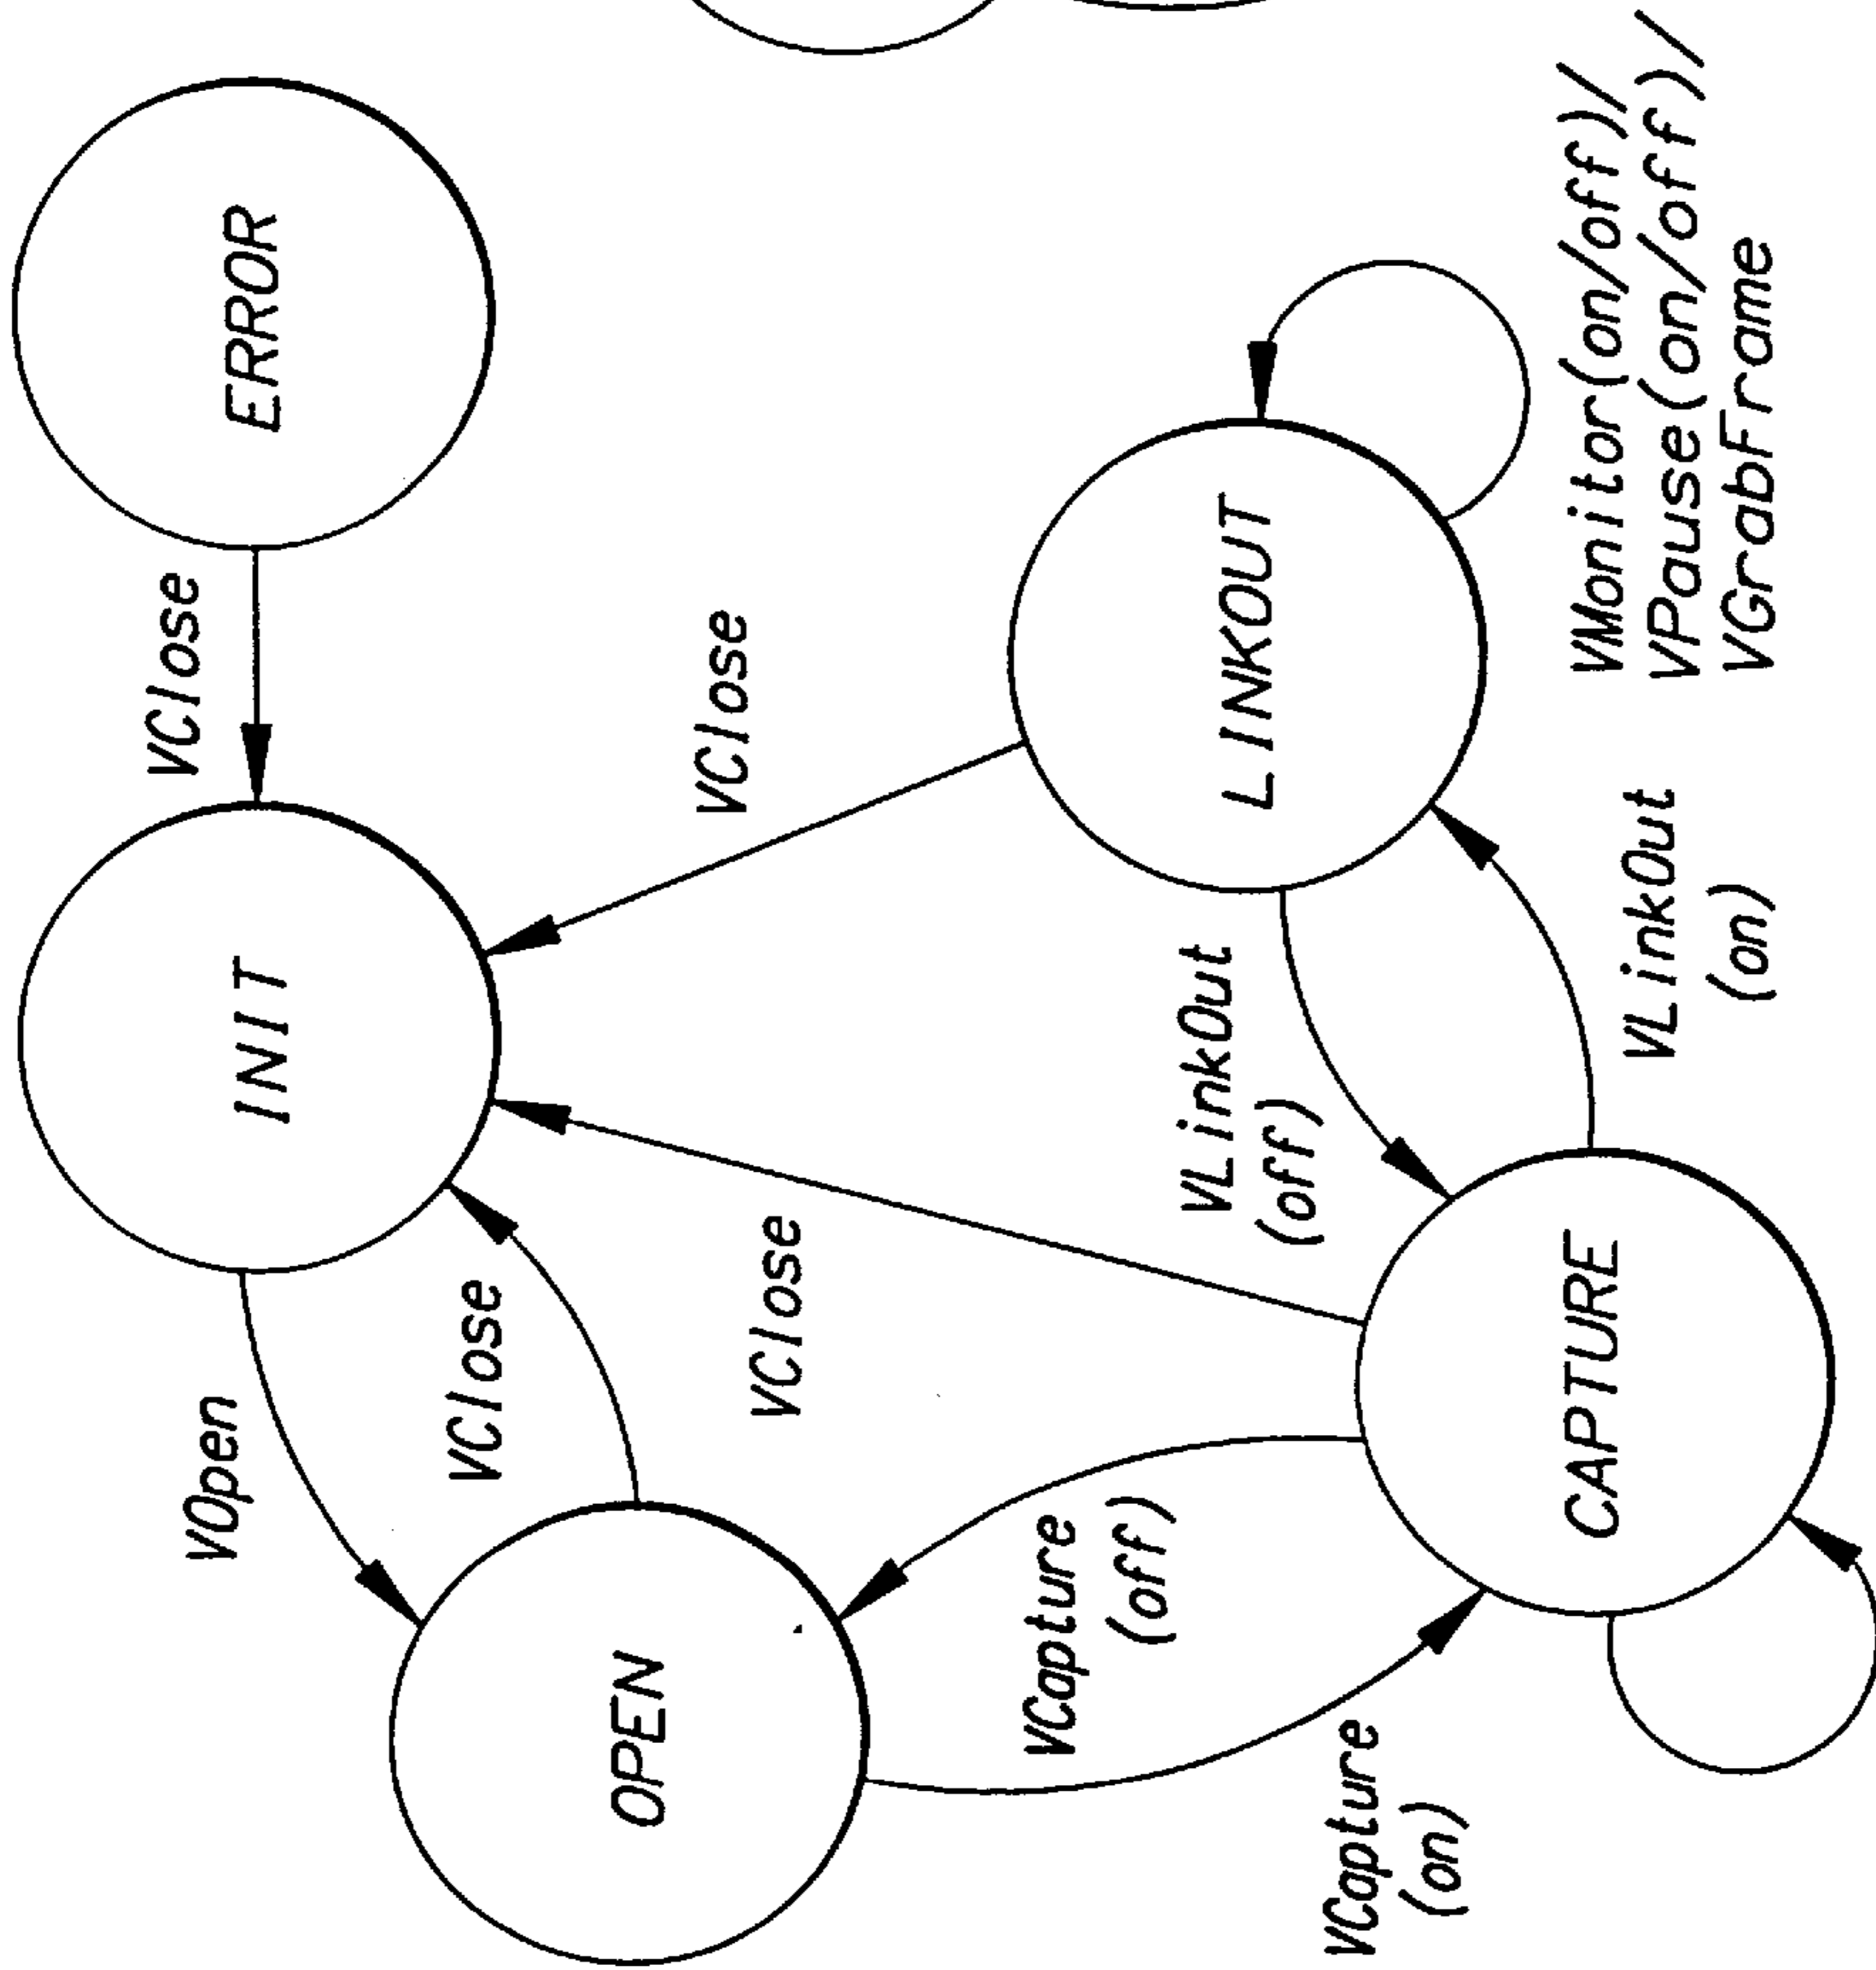 VOpen
VClose
INIT
ERROR
VClose
OPEN
VClose
VClose
VCapture
(off)
VLinkOut
(off)
LINKOUT
VCapture
(on)
CAPTURE
VLinkOut
(on)
VMonitor(on/off)/
VPause(on/off)/
VGrabFrame